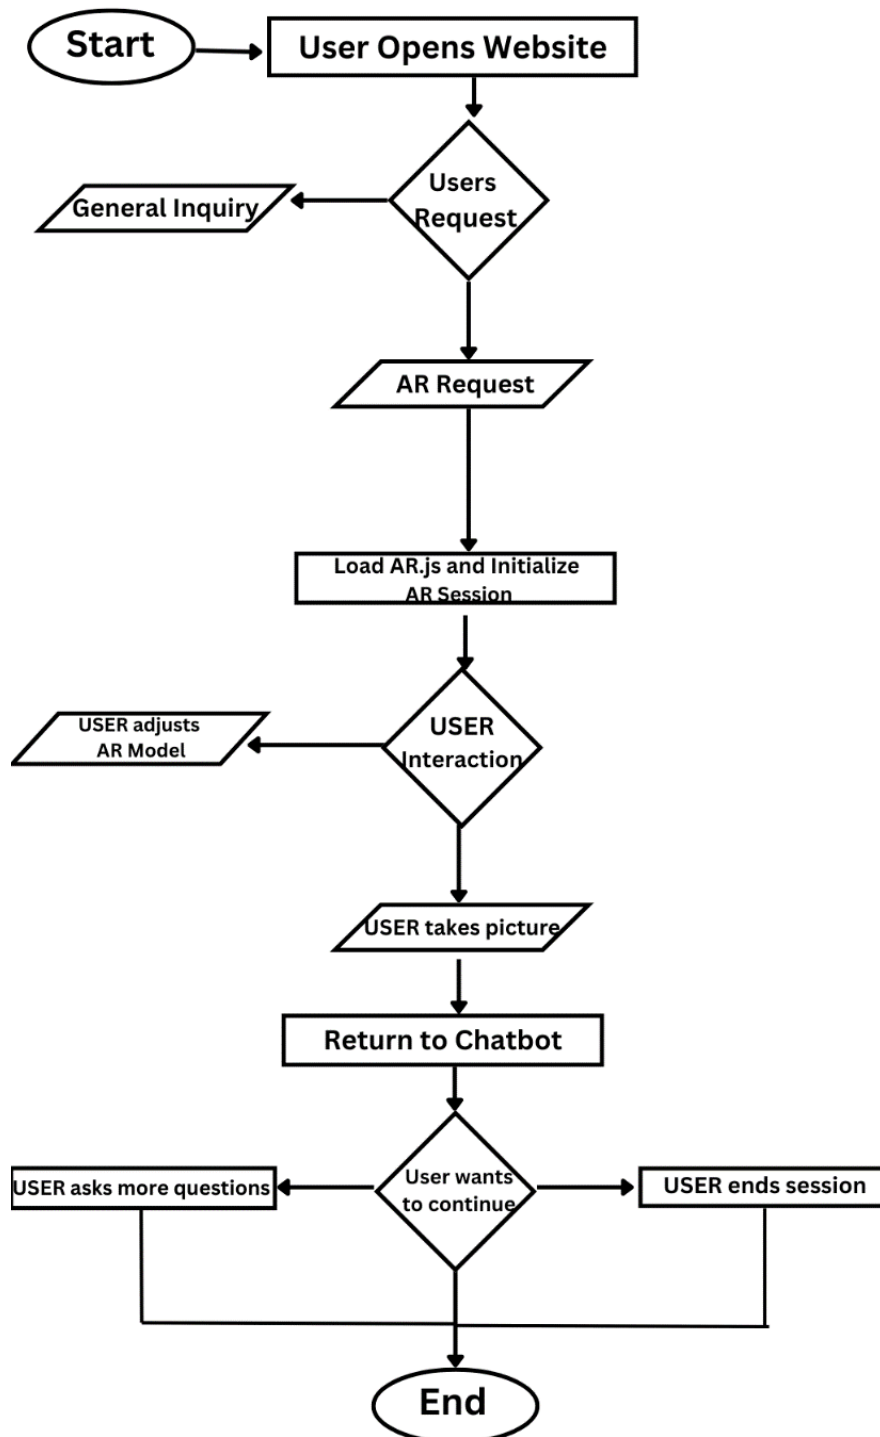 Start
User Opens Website
Users
Request
General Inquiry
AR Request
Load AR.js and Initialize
AR Session
USER
Interaction
USER adjusts
AR Model
USER takes picture
Return to Chatbot
User wants
to continue
USER asks more questions
USER ends session
End